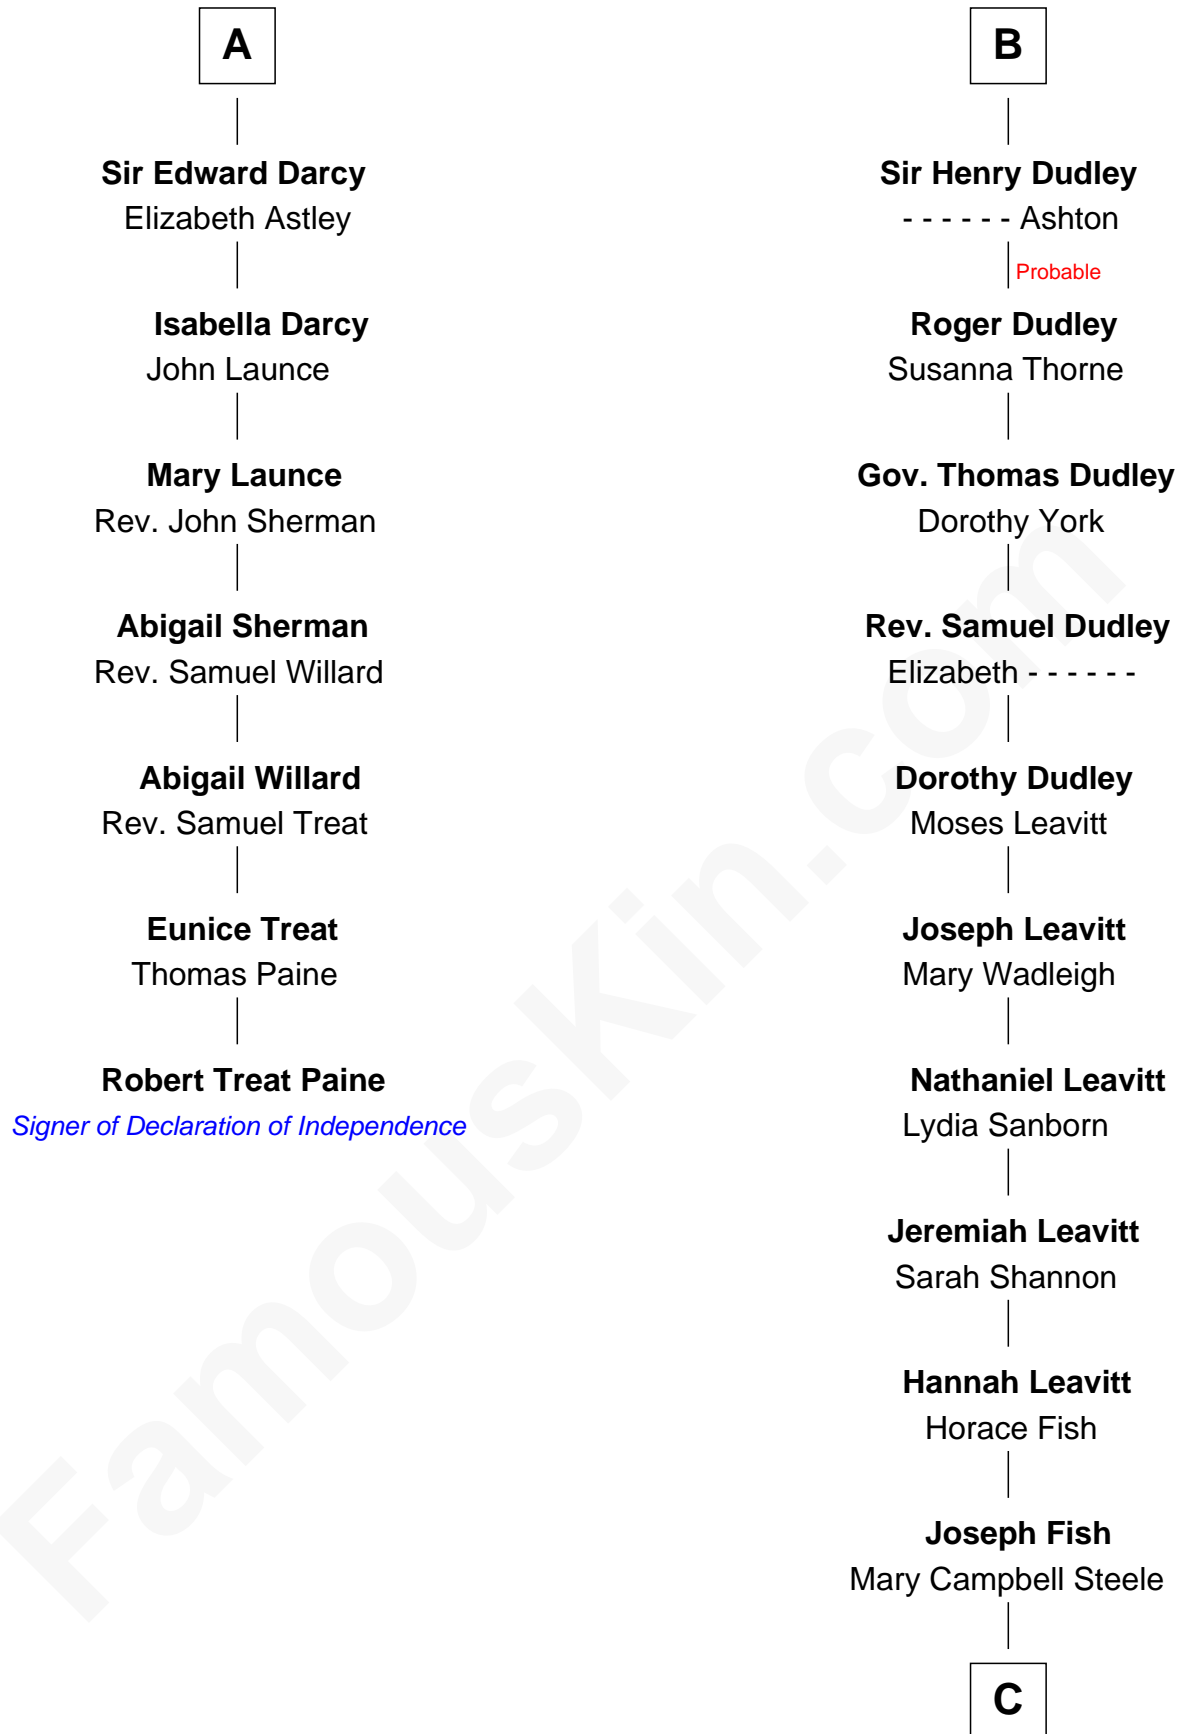 A
Sir Edward Darcy
Elizabeth Astley
Isabella Darcy
John Launce
Mary Launce
Rev. John Sherman
Abigail Sherman
Rev. Samuel Willard
Abigail Willard
Rev. Samuel Treat
Eunice Treat
Thomas Paine
Robert Treat Paine
Signer of Declaration of Independence
B
Sir Henry Dudley
- - - - - - Ashton
Probable
Roger Dudley
Susanna Thorne
Gov. Thomas Dudley
Dorothy York
Rev. Samuel Dudley
Elizabeth - - - - - -
Dorothy Dudley
Moses Leavitt
Joseph Leavitt
Mary Wadleigh
Nathaniel Leavitt
Lydia Sanborn
Jeremiah Leavitt
Sarah Shannon
Hannah Leavitt
Horace Fish
Joseph Fish
Mary Campbell Steele
C
FamousKin.com